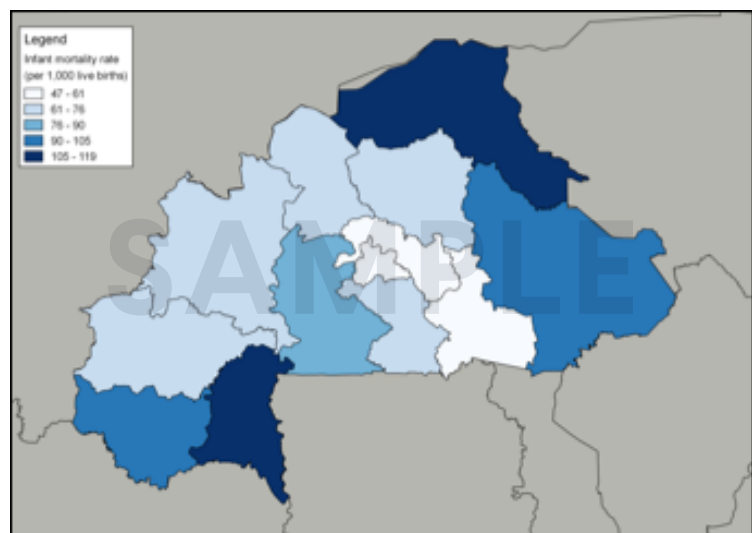 Legend
Infant mortality rate
(per 1,000 live births)
47 - 61
61 - 76
76 - 90
90 - 105
105 - 119
SAMPLE